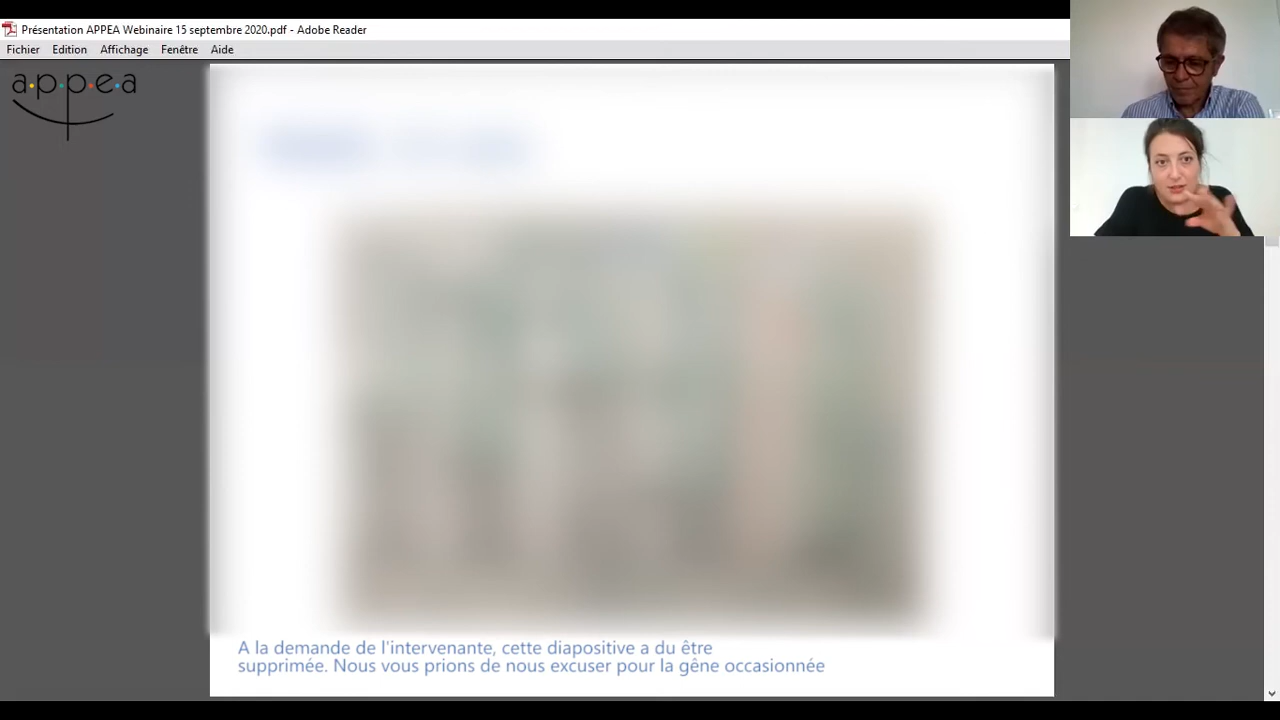 Présentation APPEA Webinaire 15 septembre 2020.pdf - Adobe Reader
Fichier Edition Affichage Fenêtre Aide
a.p.p.e.a
A la demande de l'intervenante, cette diapositive a du être
supprimée. Nous vous prions de nous excuser pour la gêne occasionnée